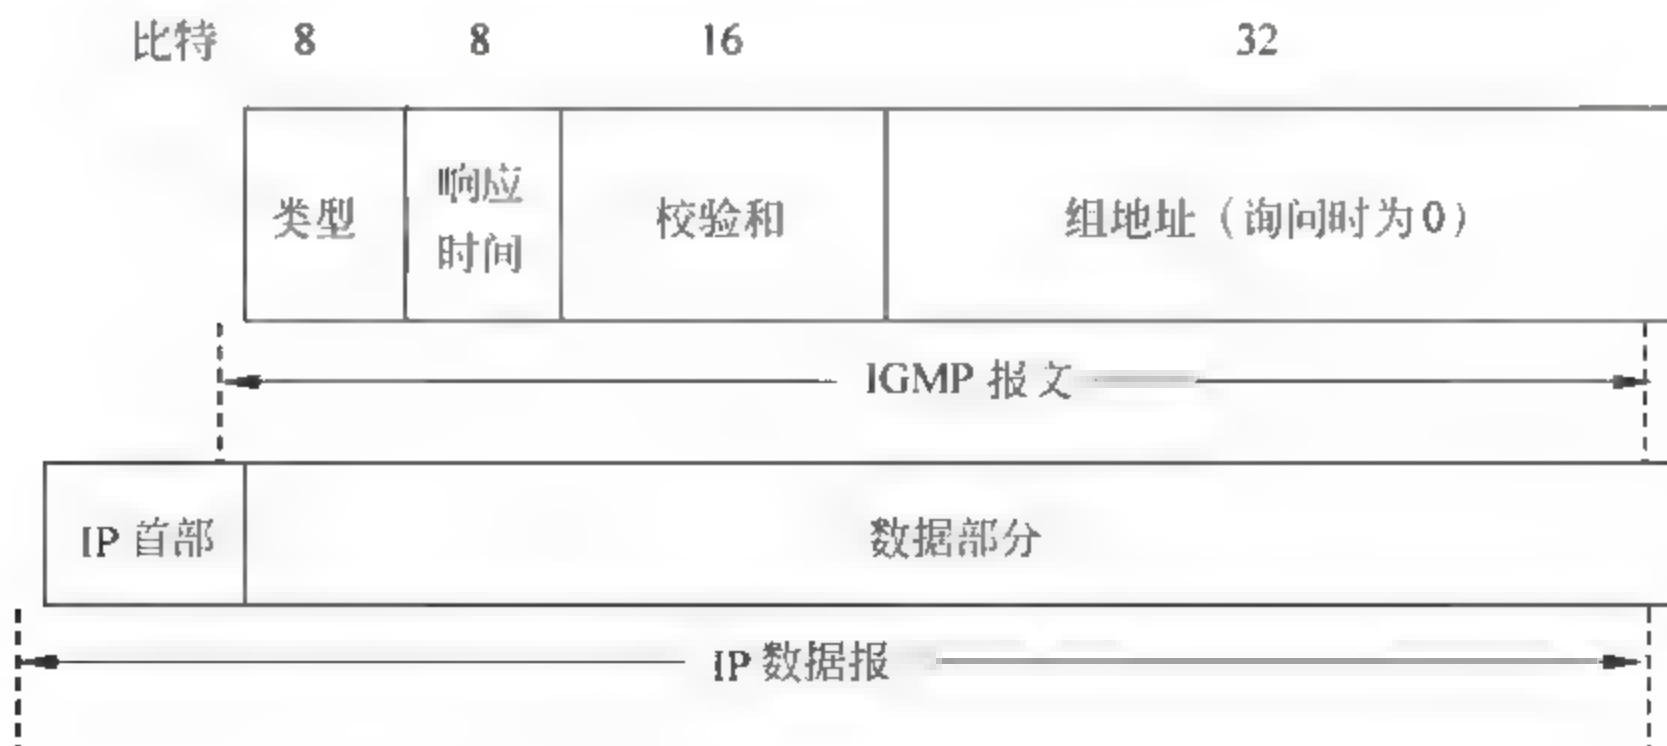 比特 8 8 16 32
类型
响应
时间
校验和
组地址（询问时为0）
IGMP 报文
IP 首部
数据部分
IP 数据报